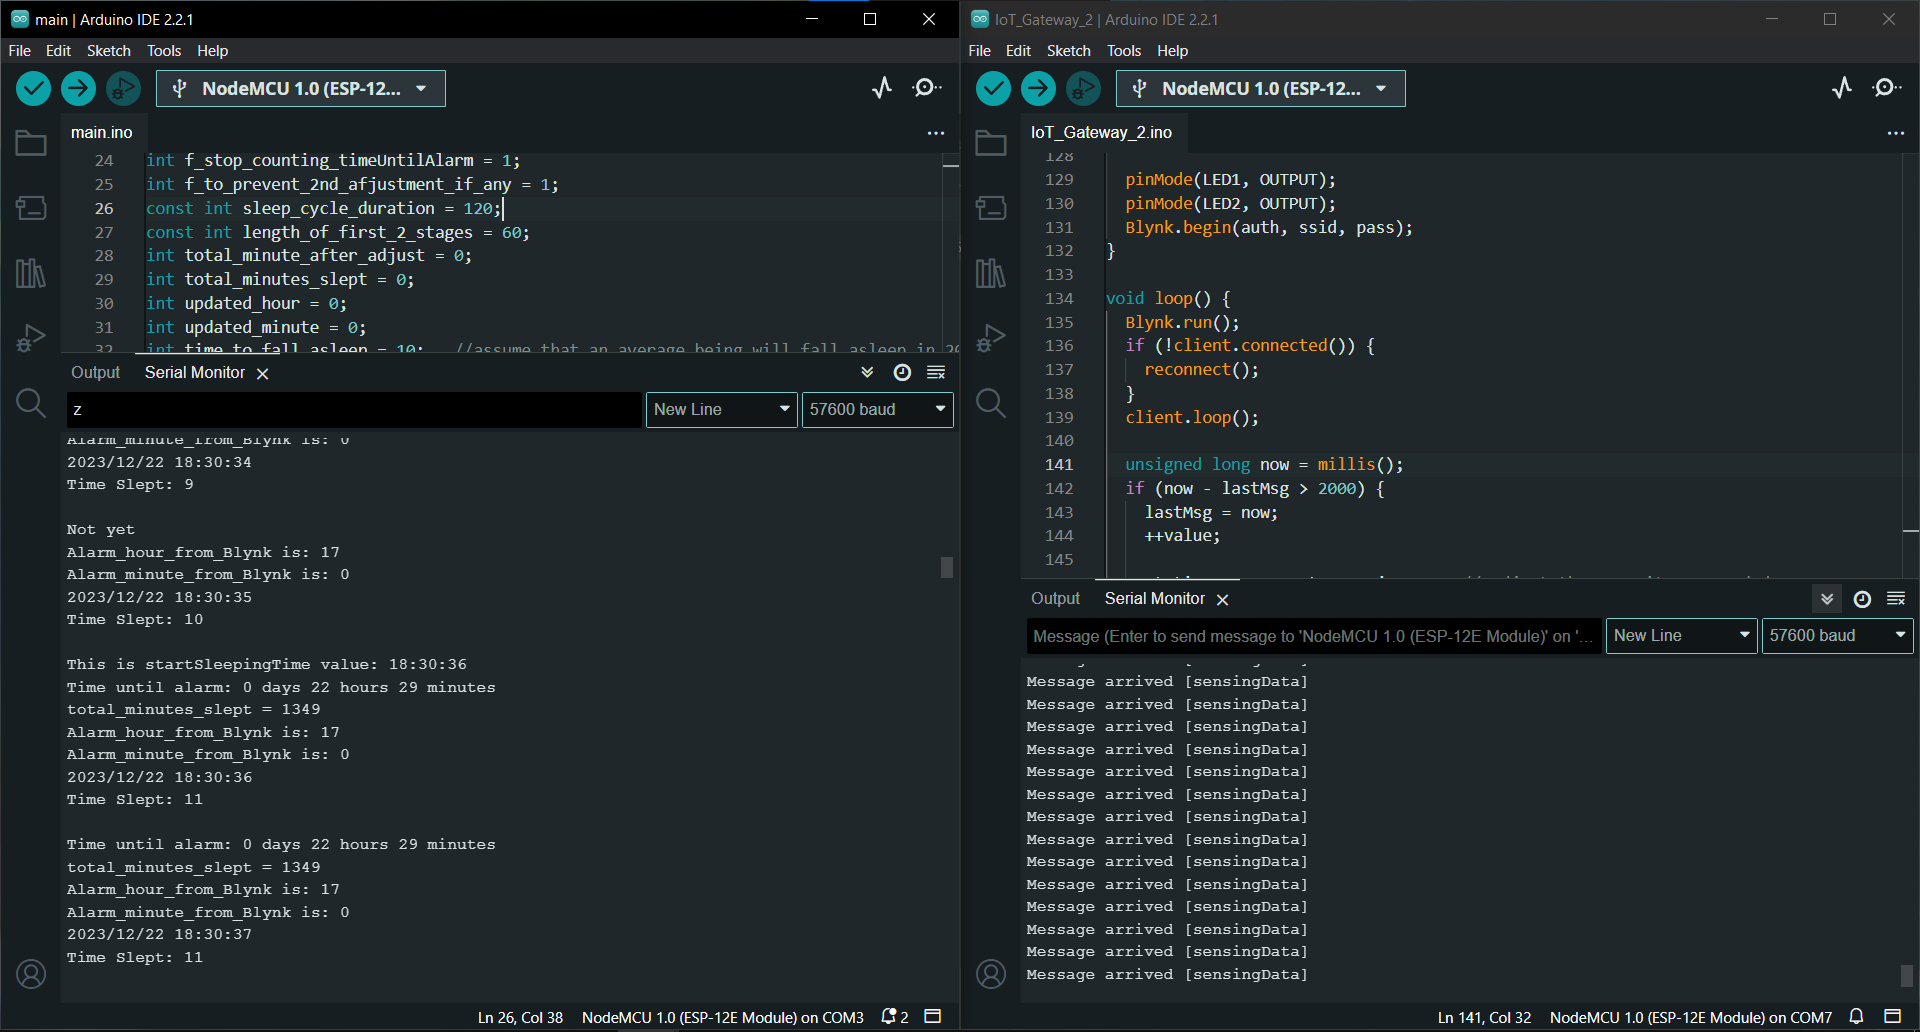 main | Arduino IDE 2.2.1
File Edit Sketch Tools Help
NodeMCU 1.0 (ESP-12...
main.ino
24 int f_stop_counting_timeUntilAlarm = 1;
25 int f_to_prevent_2nd_afjustment_if_any = 1;
26 const int sleep_cycle_duration = 120;
27 const int length_of_first_2_stages = 60;
28 int total_minute_after_adjust = 0;
29 int total_minutes_slept = 0;
30 int updated_hour = 0;
31 int updated_minute = 0;
32 int time_to_fall_asleep = 10; //assume that an average being will fall asleep in
Output Serial Monitor
z
New Line 57600 baud
Alarm_minute_from_Blynk is: 0
2023/12/22 18:30:34
Time Slept: 9
Not yet
Alarm_hour_from_Blynk is: 17
Alarm_minute_from_Blynk is: 0
2023/12/22 18:30:35
Time Slept: 10
This is startSleepingTime value: 18:30:36
Time until alarm: 0 days 22 hours 29 minutes
total_minutes_slept = 1349
Alarm_hour_from_Blynk is: 17
Alarm_minute_from_Blynk is: 0
2023/12/22 18:30:36
Time Slept: 11
Time until alarm: 0 days 22 hours 29 minutes
total_minutes_slept = 1349
Alarm_hour_from_Blynk is: 17
Alarm_minute_from_Blynk is: 0
2023/12/22 18:30:37
Time Slept: 11
Ln 26, Col 38 NodeMCU 1.0 (ESP-12E Module) on COM3 2
IoT_Gateway_2 | Arduino IDE 2.2.1
File Edit Sketch Tools Help
NodeMCU 1.0 (ESP-12...
IoT_Gateway_2.ino
128
129 pinMode(LED1, OUTPUT);
130 pinMode(LED2, OUTPUT);
131 Blynk.begin(auth, ssid, pass);
132 }
133
134 void loop() {
135 Blynk.run();
136 if (!client.connected()) {
137 reconnect();
138 }
139 client.loop();
140
141 unsigned long now = millis();
142 if (now - lastMsg > 2000) {
143 lastMsg = now;
144 ++value;
145
Output Serial Monitor
Message (Enter to send message to 'NodeMCU 1.0 (ESP-12E Module)' on '...
New Line 57600 baud
Message arrived [sensingData]
Message arrived [sensingData]
Message arrived [sensingData]
Message arrived [sensingData]
Message arrived [sensingData]
Message arrived [sensingData]
Message arrived [sensingData]
Message arrived [sensingData]
Message arrived [sensingData]
Message arrived [sensingData]
Message arrived [sensingData]
Message arrived [sensingData]
Message arrived [sensingData]
Message arrived [sensingData]
Ln 141, Col 32 NodeMCU 1.0 (ESP-12E Module) on COM7